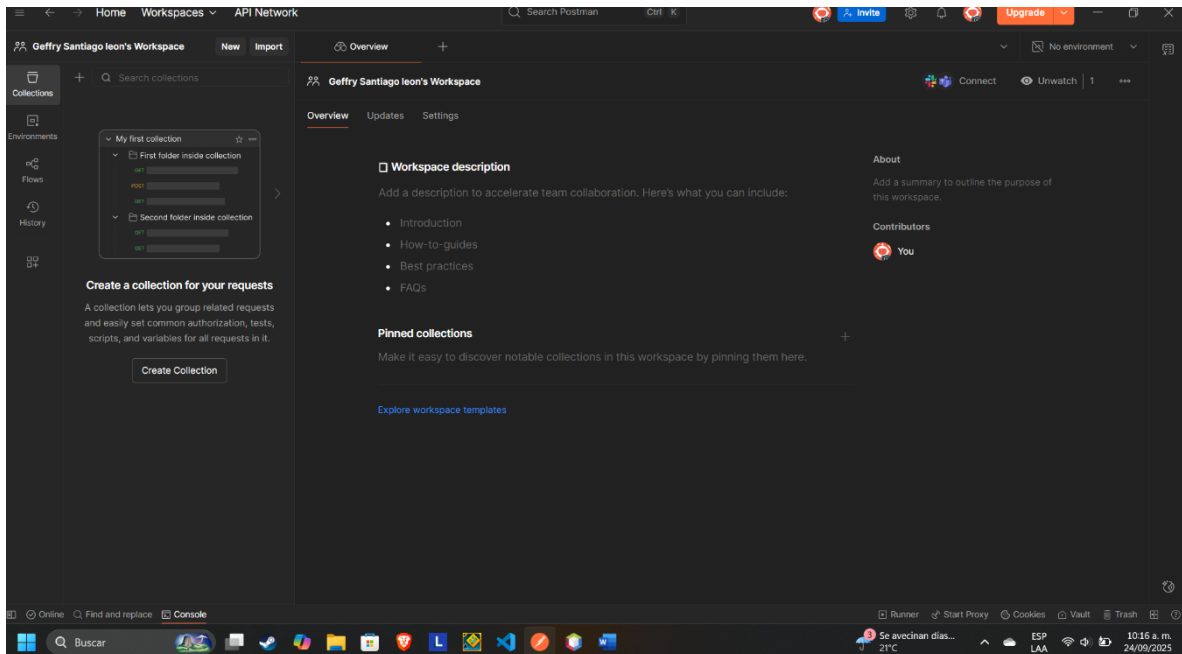 Home Workspaces API Network Search Postman Ctrl K Invite Upgrade
Geffry Santiago leon's Workspace New Import Overview No environment
Collections Search collections Geffry Santiago leon's Workspace Connect Unwatch 1
Overview Updates Settings
Environments
My first collection
First folder inside collection
GET
POST
GET
Second folder inside collection
GET
GET
Flows
History
Create a collection for your requests
A collection lets you group related requests
and easily set common authorization, tests,
scripts, and variables for all requests in it.
Create Collection
Workspace description
Add a description to accelerate team collaboration. Here's what you can include:
Introduction
How-to-guides
Best practices
FAQs
Pinned collections
Make it easy to discover notable collections in this workspace by pinning them here.
Explore workspace templates
About
Add a summary to outline the purpose of
this workspace.
Contributors
You
Online Find and replace Console Runner Start Proxy Cookies Vault Trash
Buscar L 3 Se avecinan días... ESP 10:16 a. m.
21°C LAA 24/09/2025